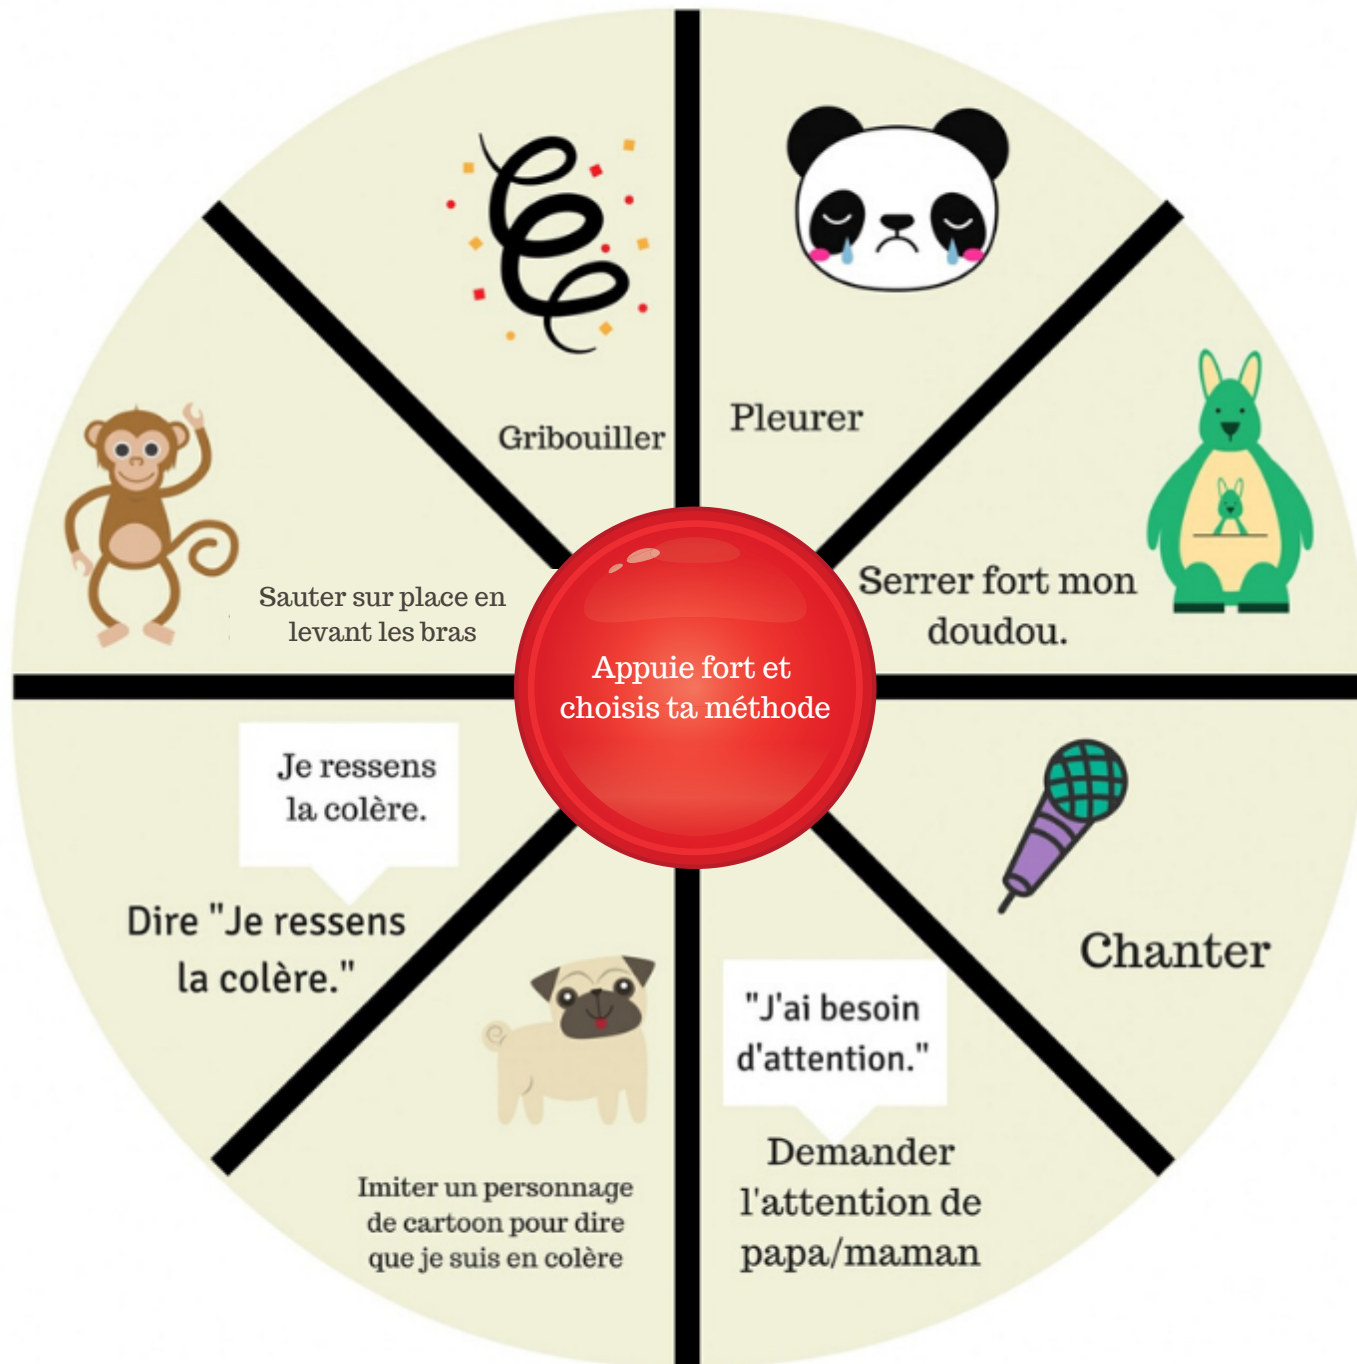 Gribouiller
Pleurer
Sauter sur place en
levant les bras
Serrer fort mon
doudou.
Appuie fort et
choisis ta méthode
Je ressens
la colère.
Dire "Je ressens
la colère."
Chanter
"J'ai besoin
d'attention."
Demander
l'attention de
papa/maman
Imiter un personnage
de cartoon pour dire
que je suis en colère